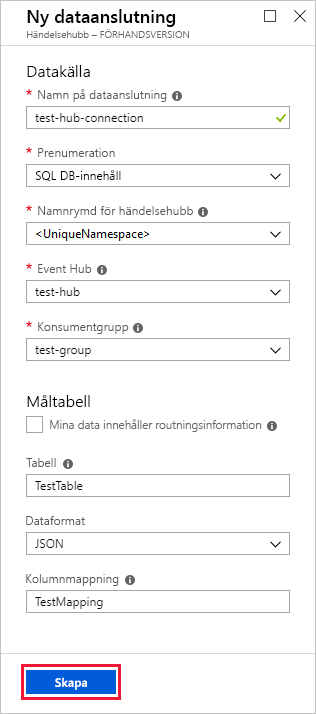 Ny dataanslutning
Händelsehubb – FÖRHANDSVERSION
Datakälla
* Namn på dataanslutning
test-hub-connection
* Prenumeration
SQL DB-innehåll
* Namnrymd för händelsehubb
<UniqueNamespace>
* Event Hub
test-hub
* Konsumentgrupp
test-group
Måltabell
Mina data innehåller routningsinformation
Tabell
TestTable
Dataformat
JSON
Kolumnmappning
TestMapping
Skapa